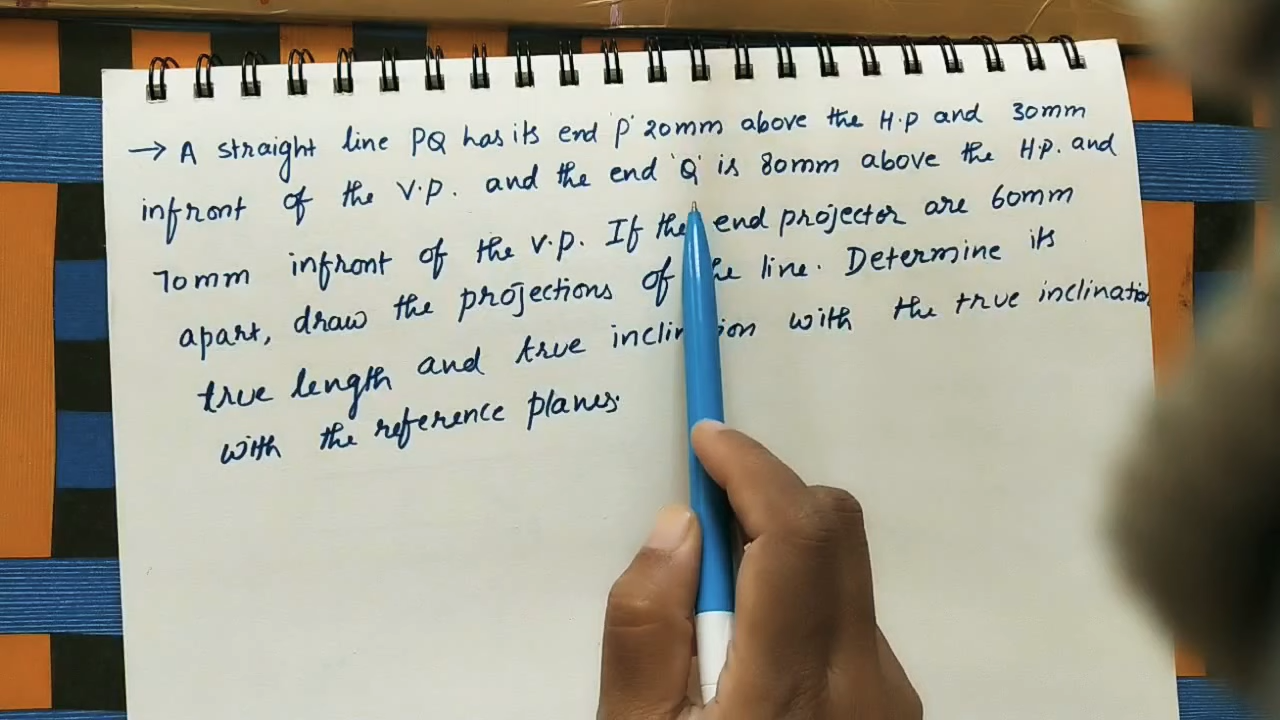 → A straight line PQ has its end 'P' 20mm above the H.P and 30mm
infront of the V.P. and the end 'Q' is 80mm above the H.P. and
70mm infront of the V.P. If the end projector are 60mm
apart, draw the projections of the line. Determine its
true length and true inclination with the true inclination
with the reference planes.